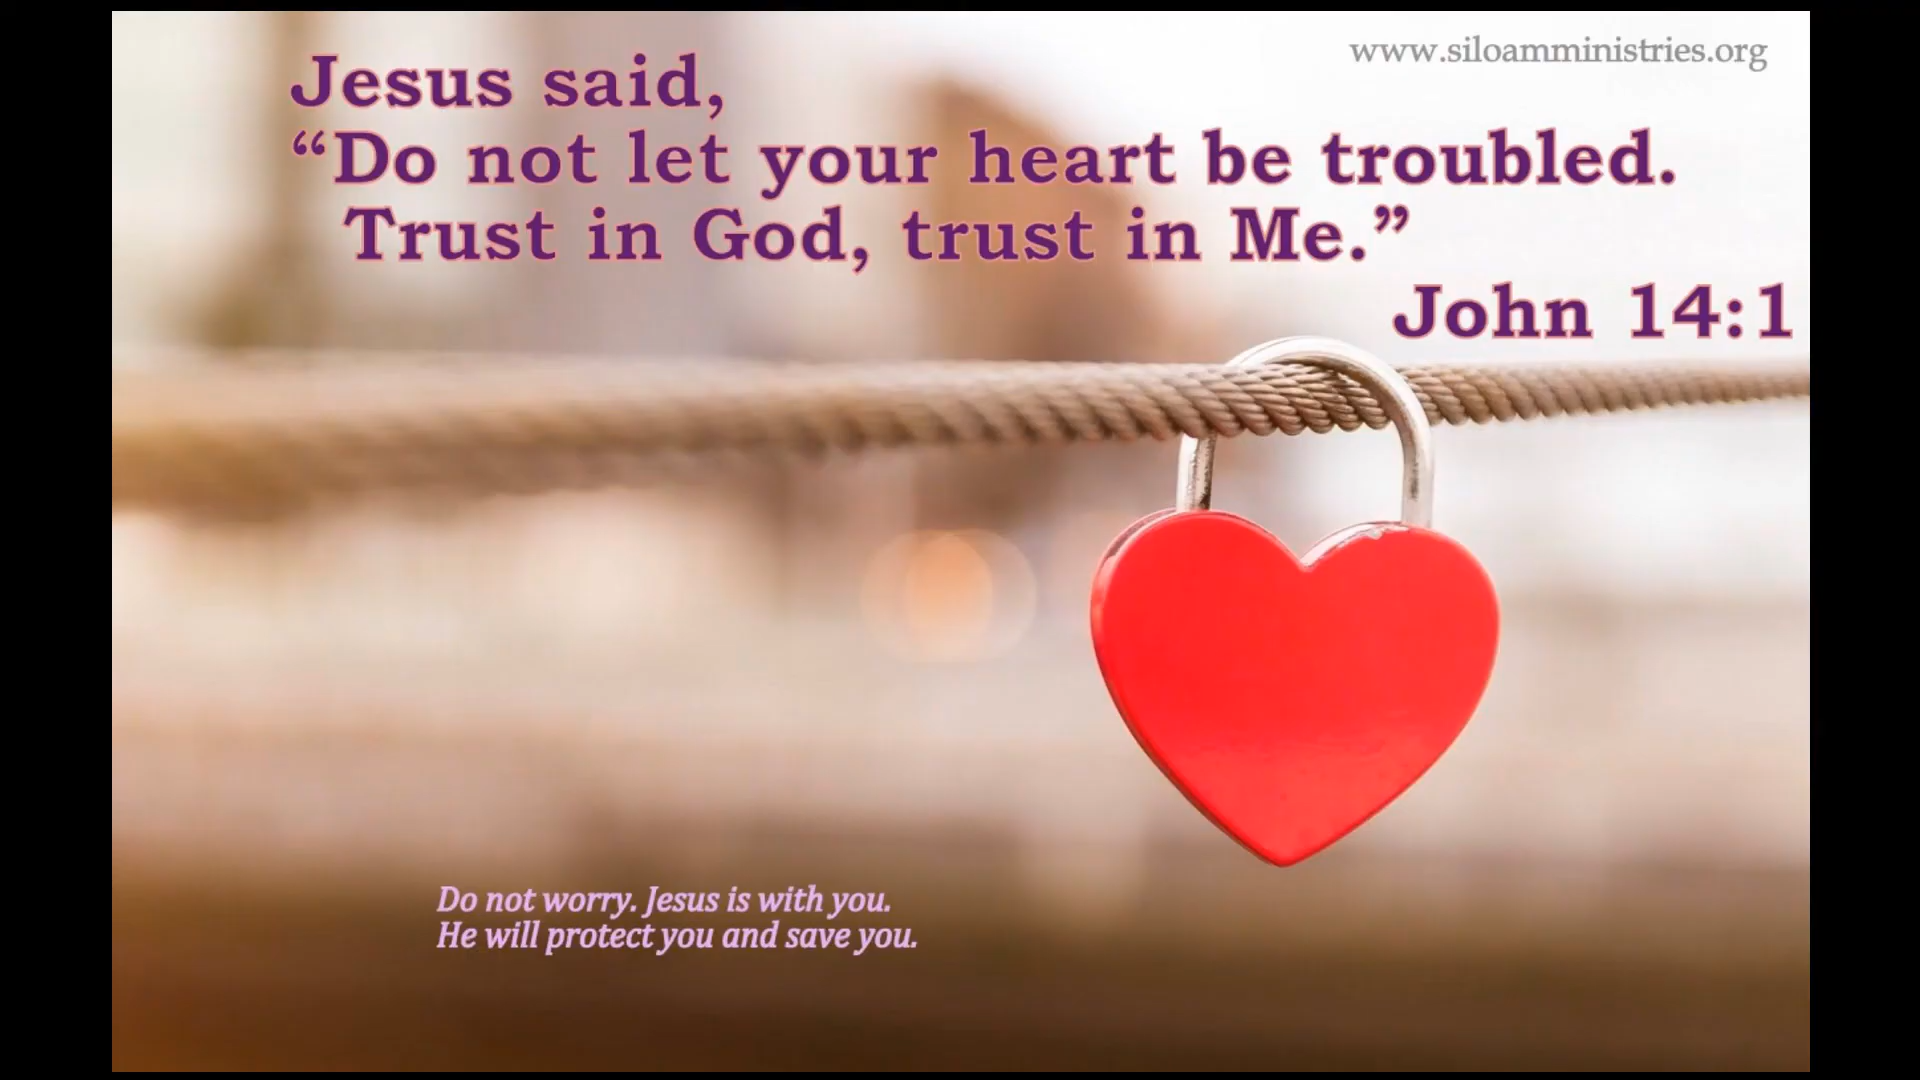 www.siloamministries.org
Jesus said,
“Do not let your heart be troubled.
Trust in God, trust in Me.”
John 14:1
Do not worry. Jesus is with you.
He will protect you and save you.